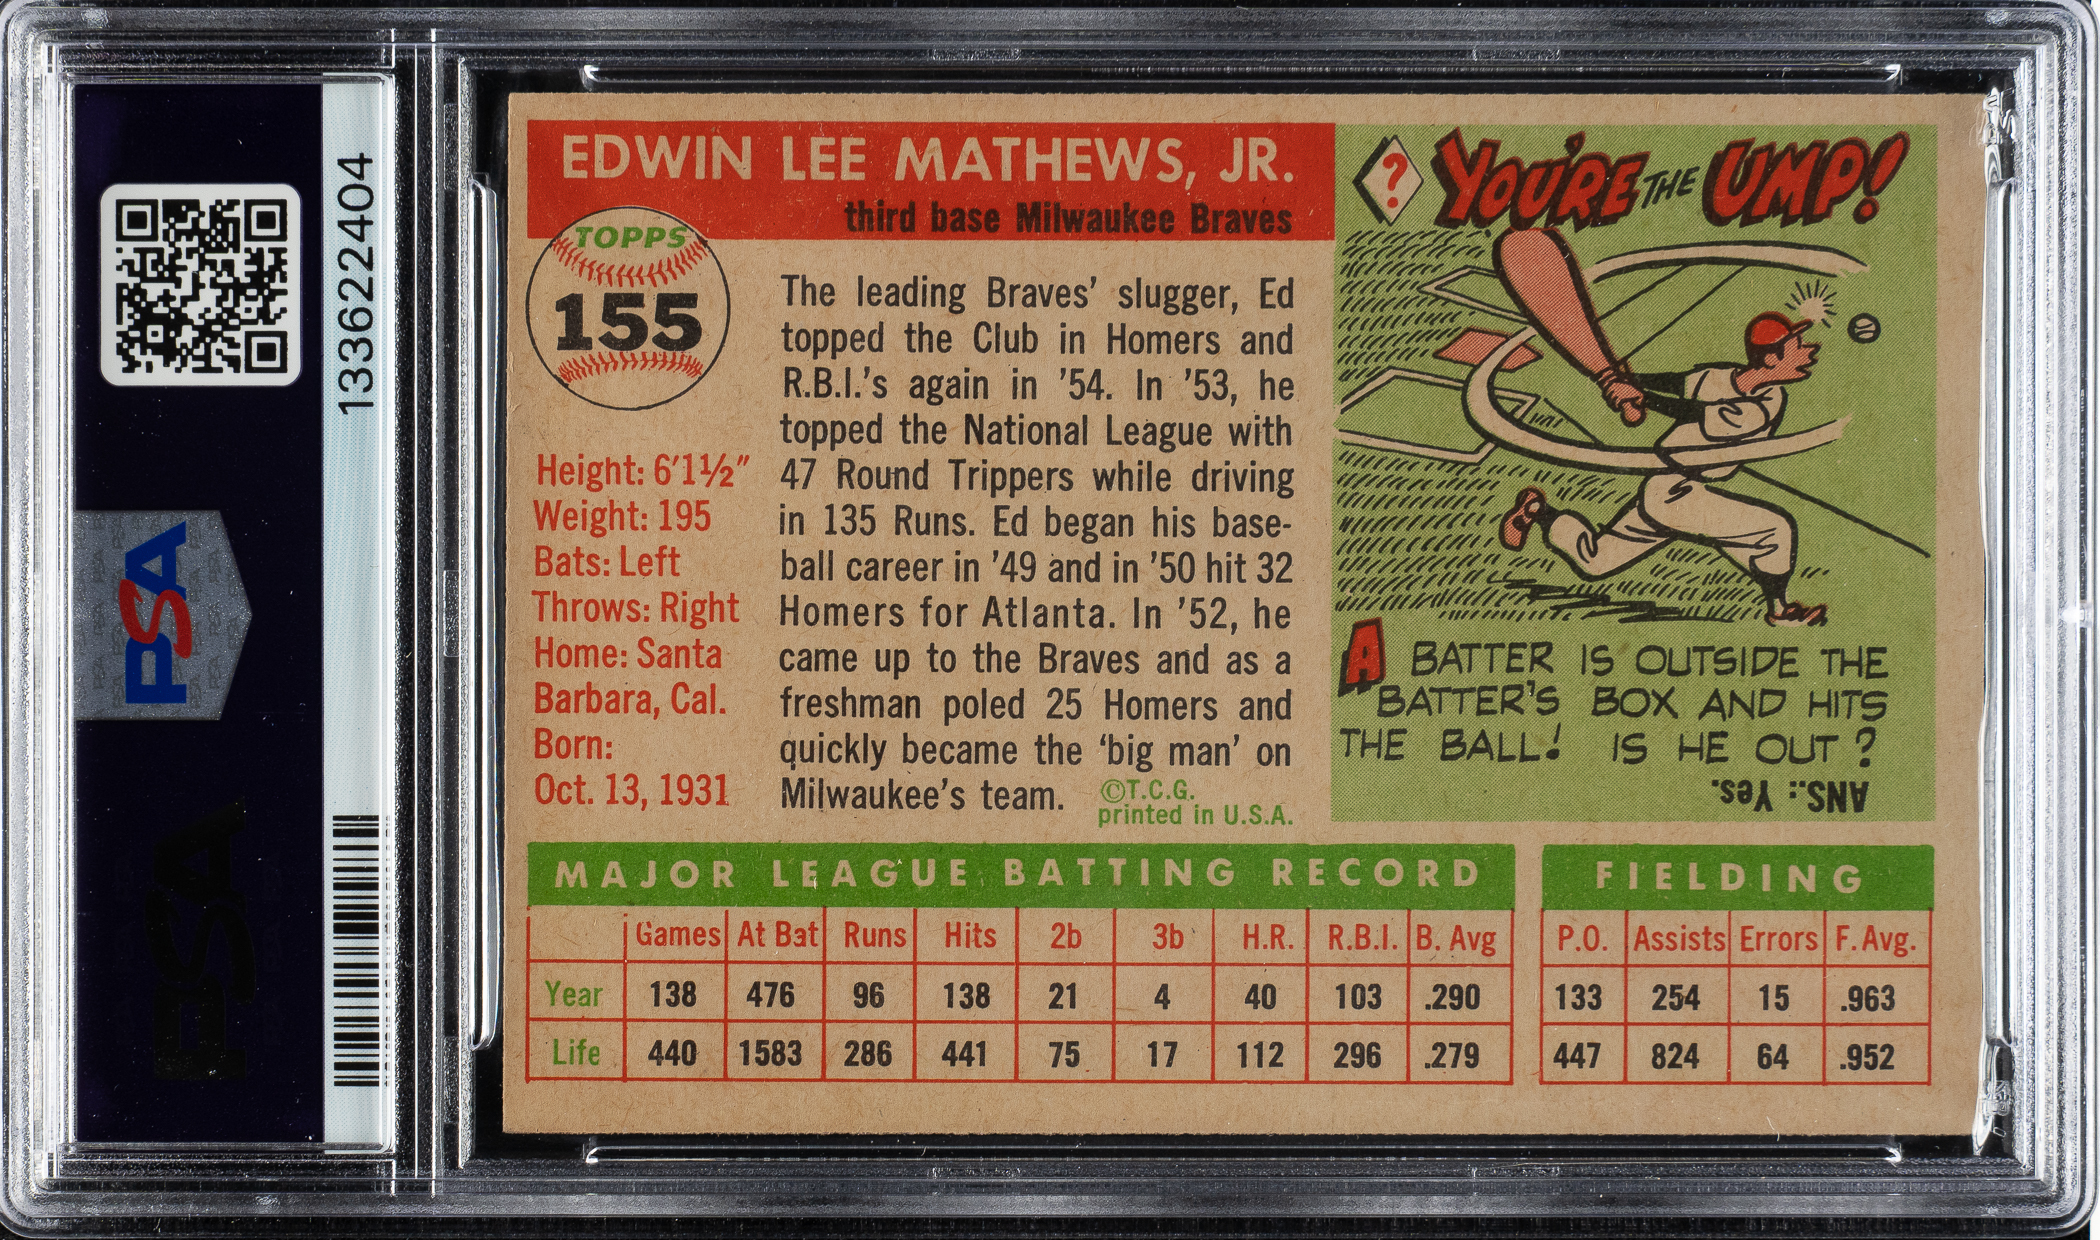 133622404
PSA
PSA
EDWIN LEE MATHEWS, JR.
third base Milwaukee Braves
TOPPS
155
Height: 6'1½"
Weight: 195
Bats: Left
Throws: Right
Home: Santa
Barbara, Cal.
Born:
Oct. 13, 1931
The leading Braves' slugger, Ed
topped the Club in Homers and
R.B.I.'s again in '54. In '53, he
topped the National League with
47 Round Trippers while driving
in 135 Runs. Ed began his base-
ball career in '49 and in '50 hit 32
Homers for Atlanta. In '52, he
came up to the Braves and as a
freshman poled 25 Homers and
quickly became the 'big man' on
Milwaukee's team.
©T.C.G.
printed in U.S.A.
? YOU'RE THE UMP!
A BATTER IS OUTSIDE THE
BATTER'S BOX AND HITS
THE BALL! IS HE OUT?
ANS.: Yes.
MAJOR LEAGUE BATTING RECORD
Games At Bat Runs Hits 2b 3b H.R. R.B.I. B. Avg
Year 138 476 96 138 21 4 40 103 .290
Life 440 1583 286 441 75 17 112 296 .279
FIELDING
P.O. Assists Errors F. Avg.
133 254 15 .963
447 824 64 .952